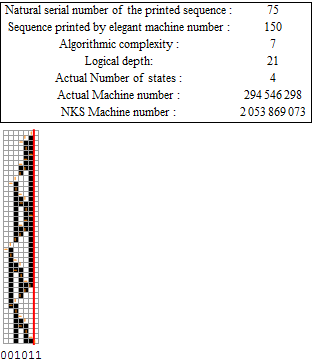 Natural serial number of the printed sequence : 75
Sequence printed by elegant machine number : 150
Algorithmic complexity : 7
Logical depth: 21
Actual Number of states : 4
Actual Machine number : 294 546 298
NKS Machine number : 2 053 869 073
001011